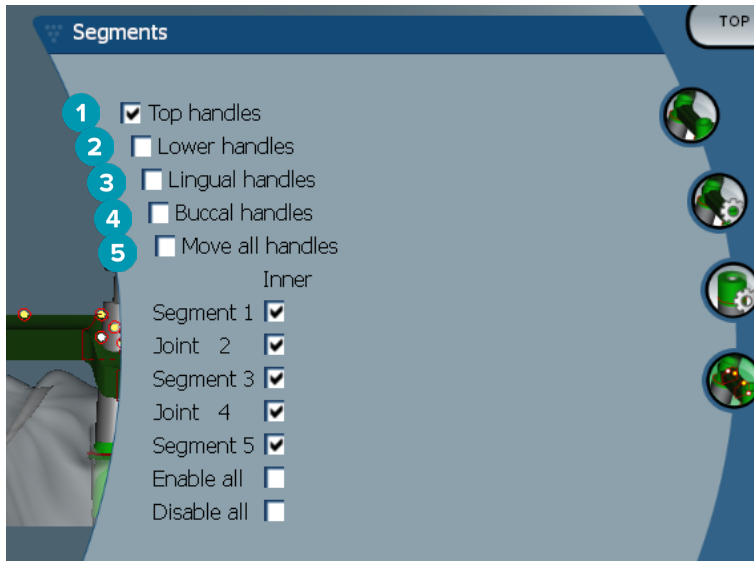 TOP
Segments
1 Top handles
2 Lower handles
3 Lingual handles
4 Buccal handles
5 Move all handles
Inner
Segment 1
Joint 2
Segment 3
Joint 4
Segment 5
Enable all
Disable all